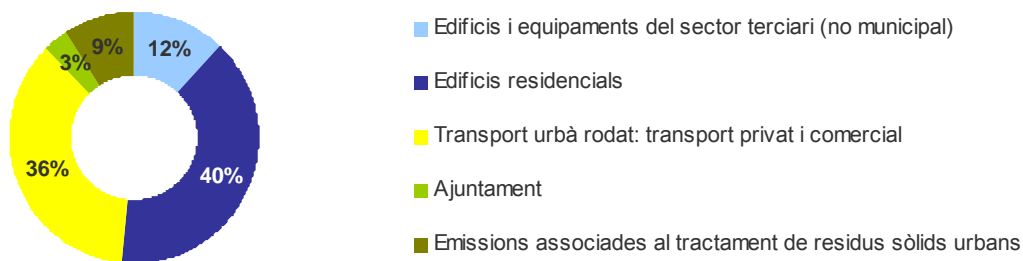 9%
12%
3%
36%
40%
Edificis i equipaments del sector terciari (no municipal)
Edificis residencials
Transport urbà rodat: transport privat i comercial
Ajuntament
Emissions associades al tractament de residus sòlids urbans